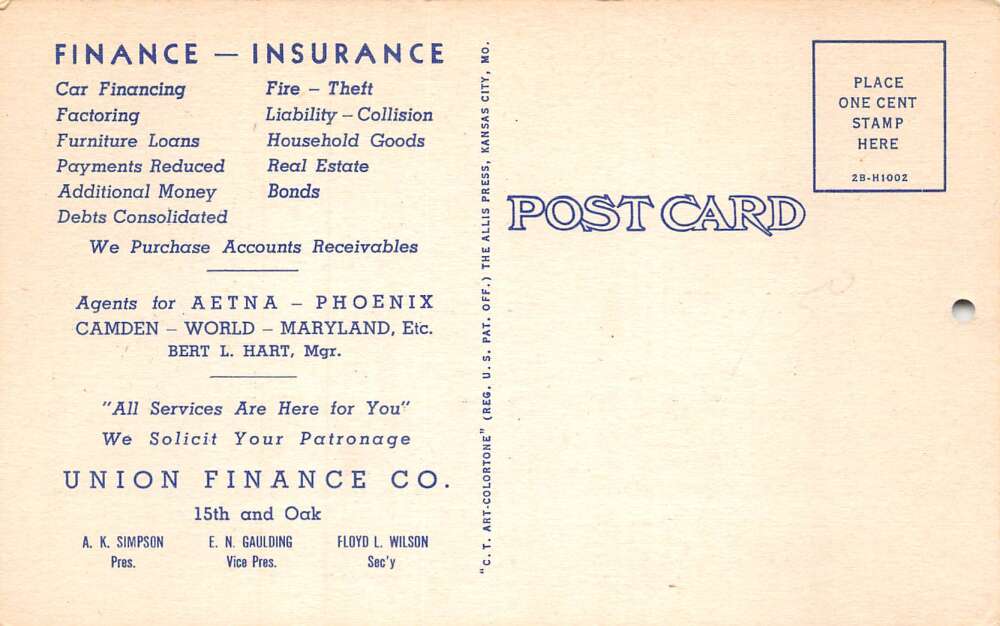 FINANCE — INSURANCE
Car Financing Fire – Theft
Factoring Liability – Collision
Furniture Loans Household Goods
Payments Reduced Real Estate
Additional Money Bonds
Debts Consolidated
We Purchase Accounts Receivables
Agents for AETNA – PHOENIX
CAMDEN – WORLD – MARYLAND, Etc.
BERT L. HART, Mgr.
"All Services Are Here for You"
We Solicit Your Patronage
UNION FINANCE CO.
15th and Oak
A. K. SIMPSON E. N. GAULDING FLOYD L. WILSON
Pres. Vice Pres. Sec'y
"C. T. ART-COLORTONE" (REG. U. S. PAT. OFF.) THE ALLIS PRESS, KANSAS CITY, MO.
POST CARD
PLACE
ONE CENT
STAMP
HERE
2B-H1002